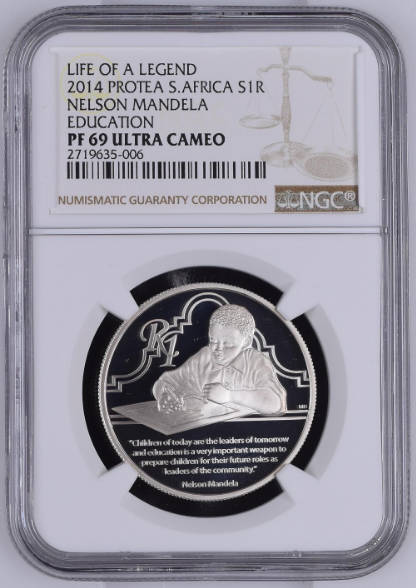 LIFE OF A LEGEND
2014 PROTEA S.AFRICA S1R
NELSON MANDELA
EDUCATION
PF 69 ULTRA CAMEO
2719635-006
NUMISMATIC GUARANTY CORPORATION
NGC®
R1
"Children of today are the leaders of tomorrow
and education is a very important weapon to
prepare children for their future roles as
leaders of the community."
Nelson Mandela